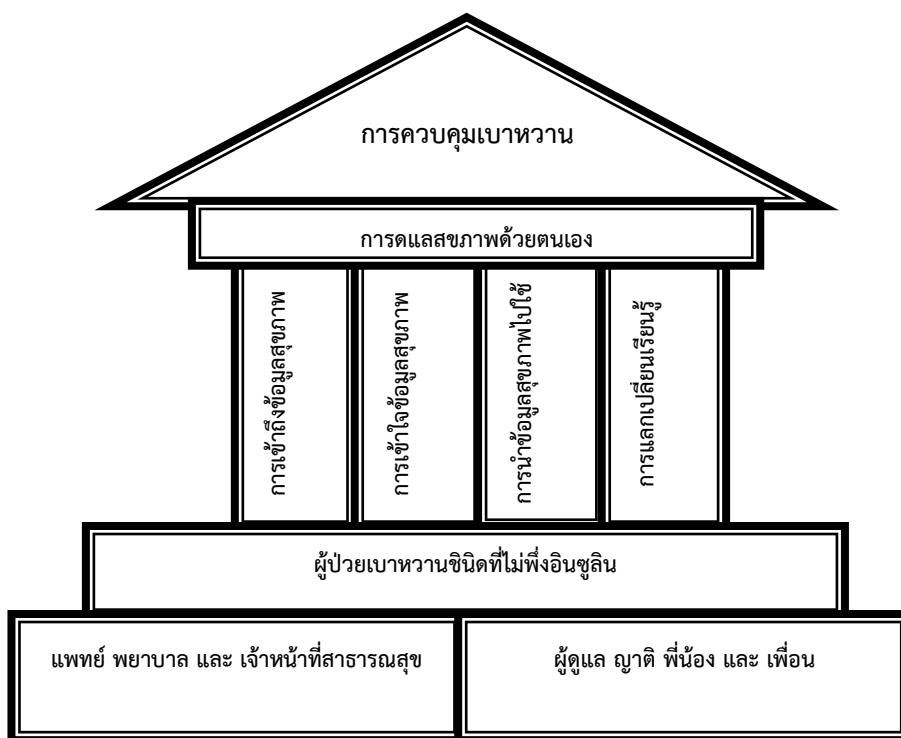 การควบคุมเบาหวาน
การดแลสขภาพด้วยตนเอง
การเข้าถึงข้อมูลสุขภาพ
การเข้าใจข้อมูลสุขภาพ
การนำข้อมูลสุขภาพไปใช้
การแลกเปลี่ยนเรียนรู้
ผู้ป่วยเบาหวานชินิดที่ไม่พึ่งอินซูลิน
แพทย์ พยาบาล และ เจ้าหน้าที่สาธารณสุข
ผู้ดูแล ญาติ พี่น้อง และ เพื่อน